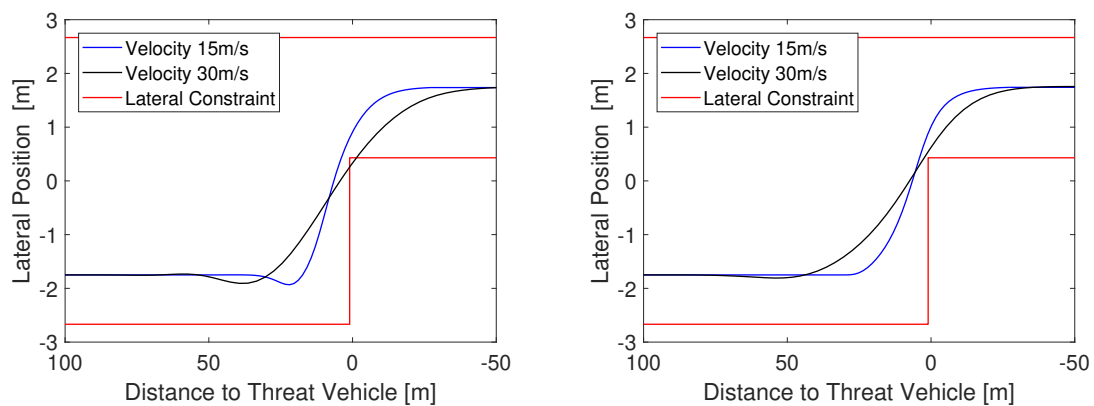 3
2
1
0
-1
-2
-3
Lateral Position [m]
Velocity 15m/s
Velocity 30m/s
Lateral Constraint
100
50
0
-50
Distance to Threat Vehicle [m]
3
2
1
0
-1
-2
-3
Lateral Position [m]
Velocity 15m/s
Velocity 30m/s
Lateral Constraint
100
50
0
-50
Distance to Threat Vehicle [m]